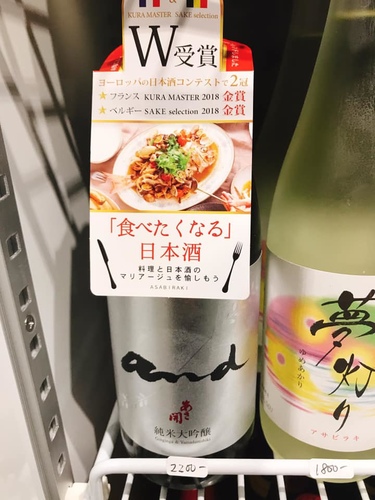 &
KURA MASTER SAKE selection
W受賞
ヨーロッパの日本酒コンテストで2冠
★フランス KURA MASTER 2018 金賞
★ベルギー SAKE selection 2018 金賞
「食べたくなる」
日本酒
料理と日本酒の
マリアージュを愉しもう
ASABIRAKI
and
あさ開
純米大吟醸
夢灯り
ゆめあかり
アサビラキ
2200-
1800-